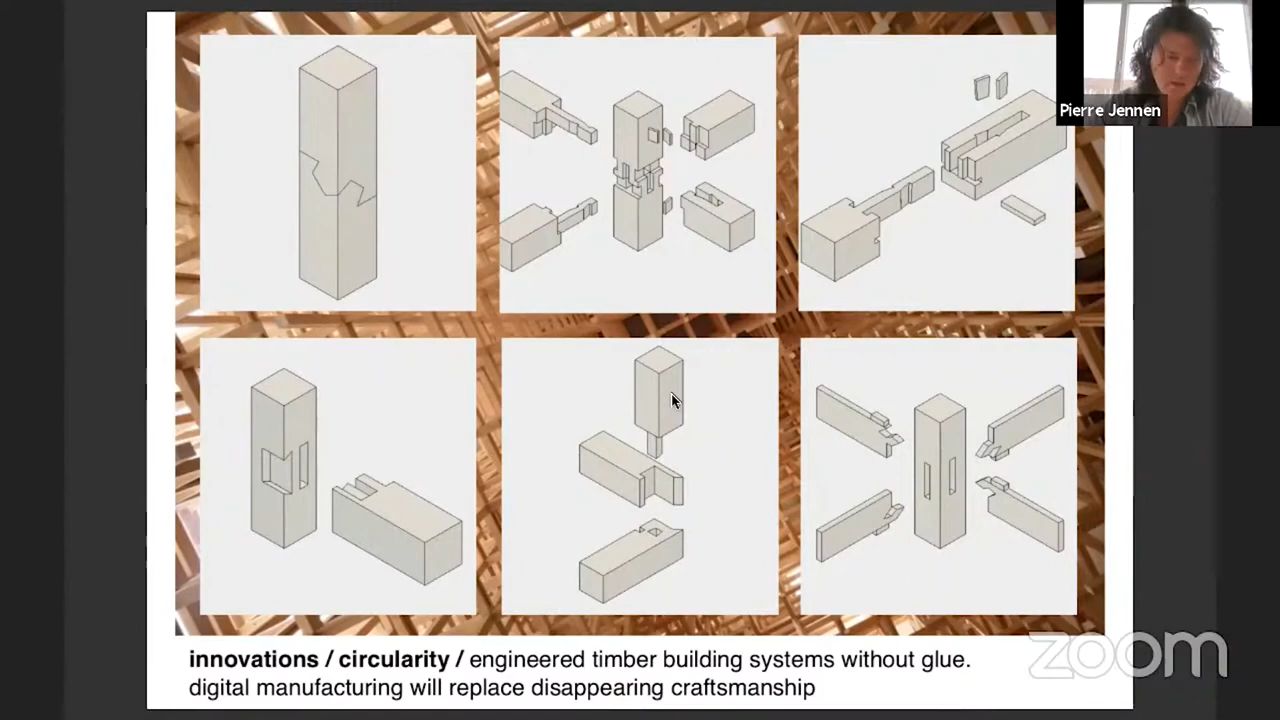 Pierre Jennen
innovations / circularity / engineered timber building systems without glue.
digital manufacturing will replace disappearing craftsmanship
zoom